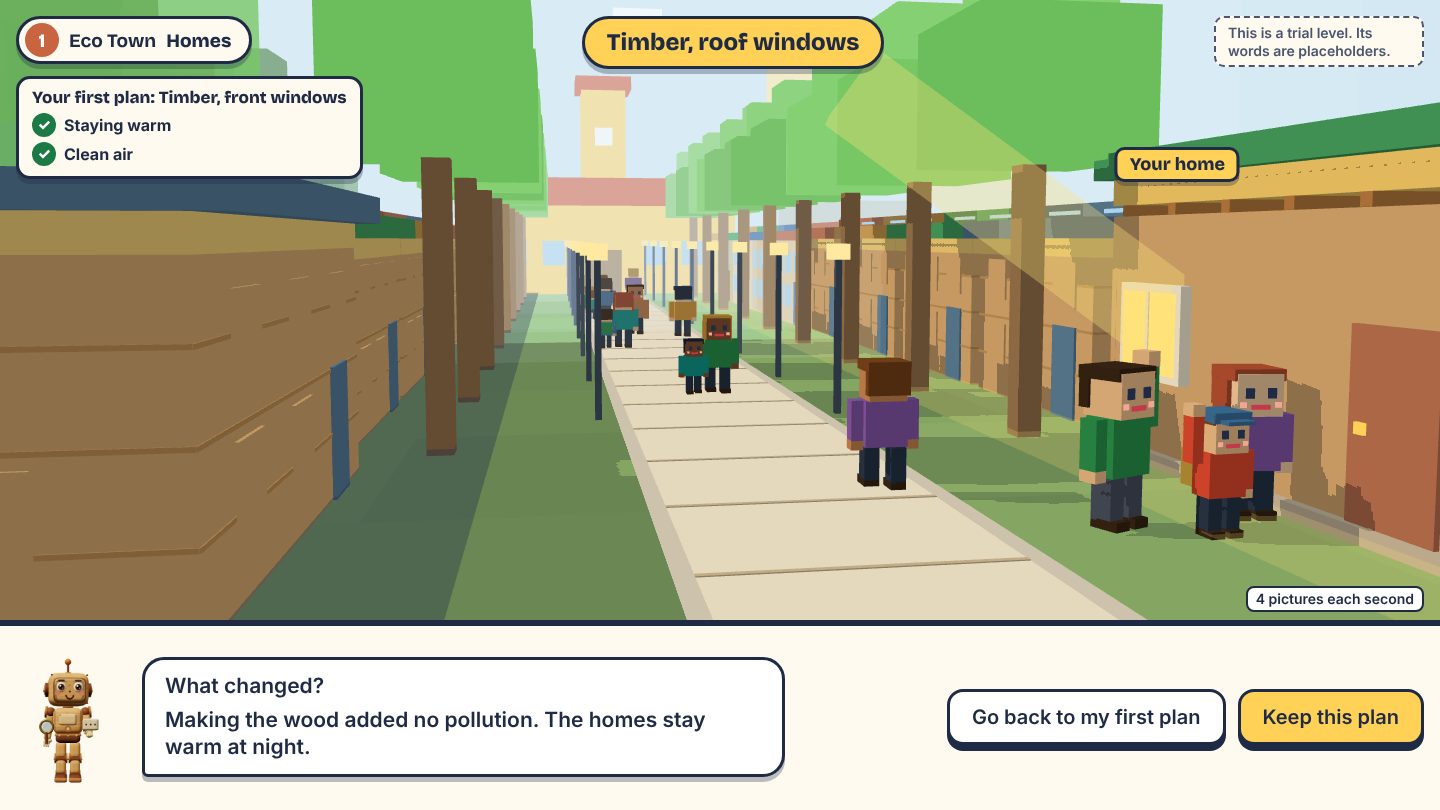 1 Eco Town Homes
Timber, roof windows
This is a trial level. Its
words are placeholders.
Your first plan: Timber, front windows
Staying warm
Clean air
Your home
4 pictures each second
What changed?
Making the wood added no pollution. The homes stay
warm at night.
Go back to my first plan
Keep this plan